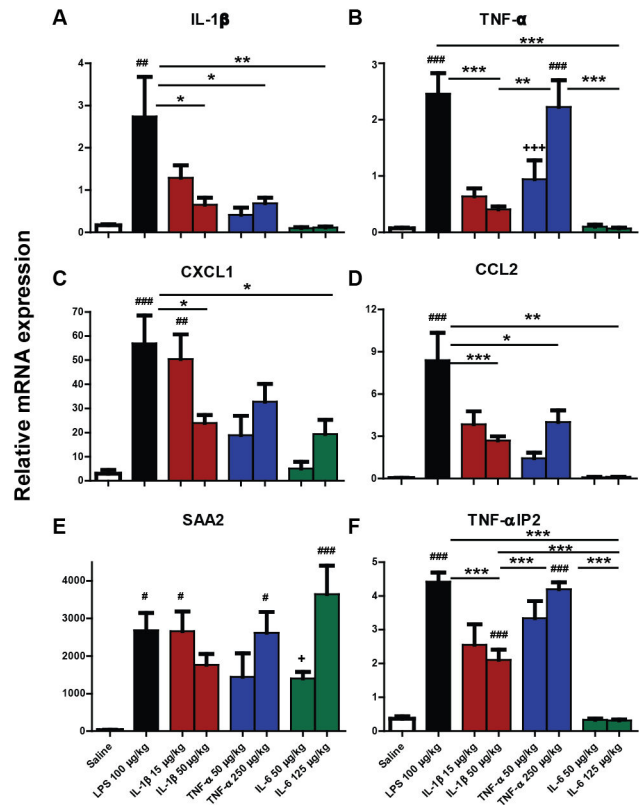 Relative mRNA expression
A
IL-1β
##
**
*
*
4
3
2
1
0
B
TNF-α
***
###
###
***
**
***
+++
3
2
1
0
C
CXCL1
###
*
*
##
70
60
50
40
30
20
10
0
D
CCL2
###
**
*
***
12
9
6
3
0
E
SAA2
#
#
#
+
###
4000
3000
2000
1000
0
Saline
LPS 100 μg/kg
IL-1β 15 μg/kg
IL-1β 50 μg/kg
TNF-α 50 μg/kg
TNF-α 250 μg/kg
IL-6 50 μg/kg
IL-6 125 μg/kg
F
TNF-αIP2
***
***
###
***
***
###
***
###
5
4
3
2
1
0
Saline
LPS 100 μg/kg
IL-1β 15 μg/kg
IL-1β 50 μg/kg
TNF-α 50 μg/kg
TNF-α 250 μg/kg
IL-6 50 μg/kg
IL-6 125 μg/kg